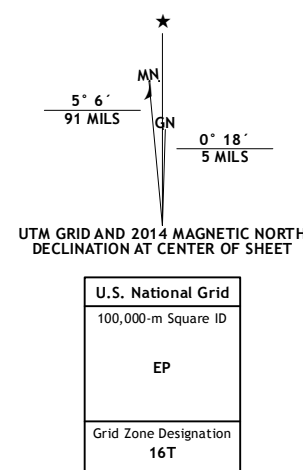 MN
5° 6´
91 MILS
GN
0° 18´
5 MILS
UTM GRID AND 2014 MAGNETIC NORTH
DECLINATION AT CENTER OF SHEET
U.S. National Grid
100,000-m Square ID
EP
Grid Zone Designation
16T